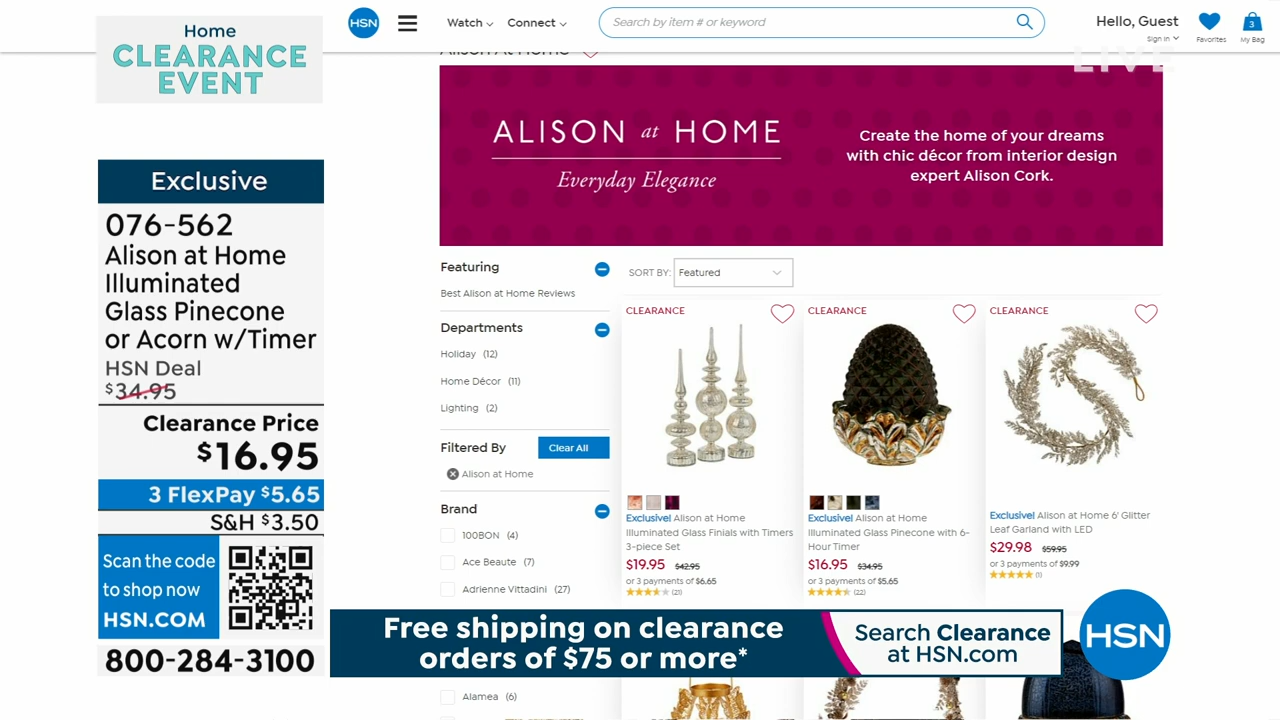 Home
CLEARANCE
EVENT
Exclusive
076-562
Alison at Home
Illuminated
Glass Pinecone
or Acorn w/Timer
HSN Deal
$34.95
Clearance Price
$16.95
3 FlexPay $5.65
S&H $3.50
Scan the code
to shop now
HSN.COM
800-284-3100
HSN
Watch
Connect
Search by item # or keyword
Hello, Guest
Sign In
Favorites
3
My Bag
LIVE
Alison At Home
ALISON at HOME
Everyday Elegance
Create the home of your dreams
with chic décor from interior design
expert Alison Cork.
Featuring
Best Alison at Home Reviews
Departments
Holiday (12)
Home Décor (11)
Lighting (2)
Filtered By
Clear All
Alison at Home
Brand
100BON (4)
Ace Beaute (7)
Adrienne Vittadini (27)
Alamea (6)
SORT BY: Featured
CLEARANCE
Exclusive! Alison at Home
Illuminated Glass Finials with Timers
3-piece Set
$19.95 $42.95
or 3 payments of $6.65
(21)
CLEARANCE
Exclusive! Alison at Home
Illuminated Glass Pinecone with 6-
Hour Timer
$16.95 $34.95
or 3 payments of $5.65
(22)
CLEARANCE
Exclusive! Alison at Home 6' Glitter
Leaf Garland with LED
$29.98 $59.95
or 3 payments of $9.99
(1)
Free shipping on clearance
orders of $75 or more*
Search Clearance
at HSN.com
HSN